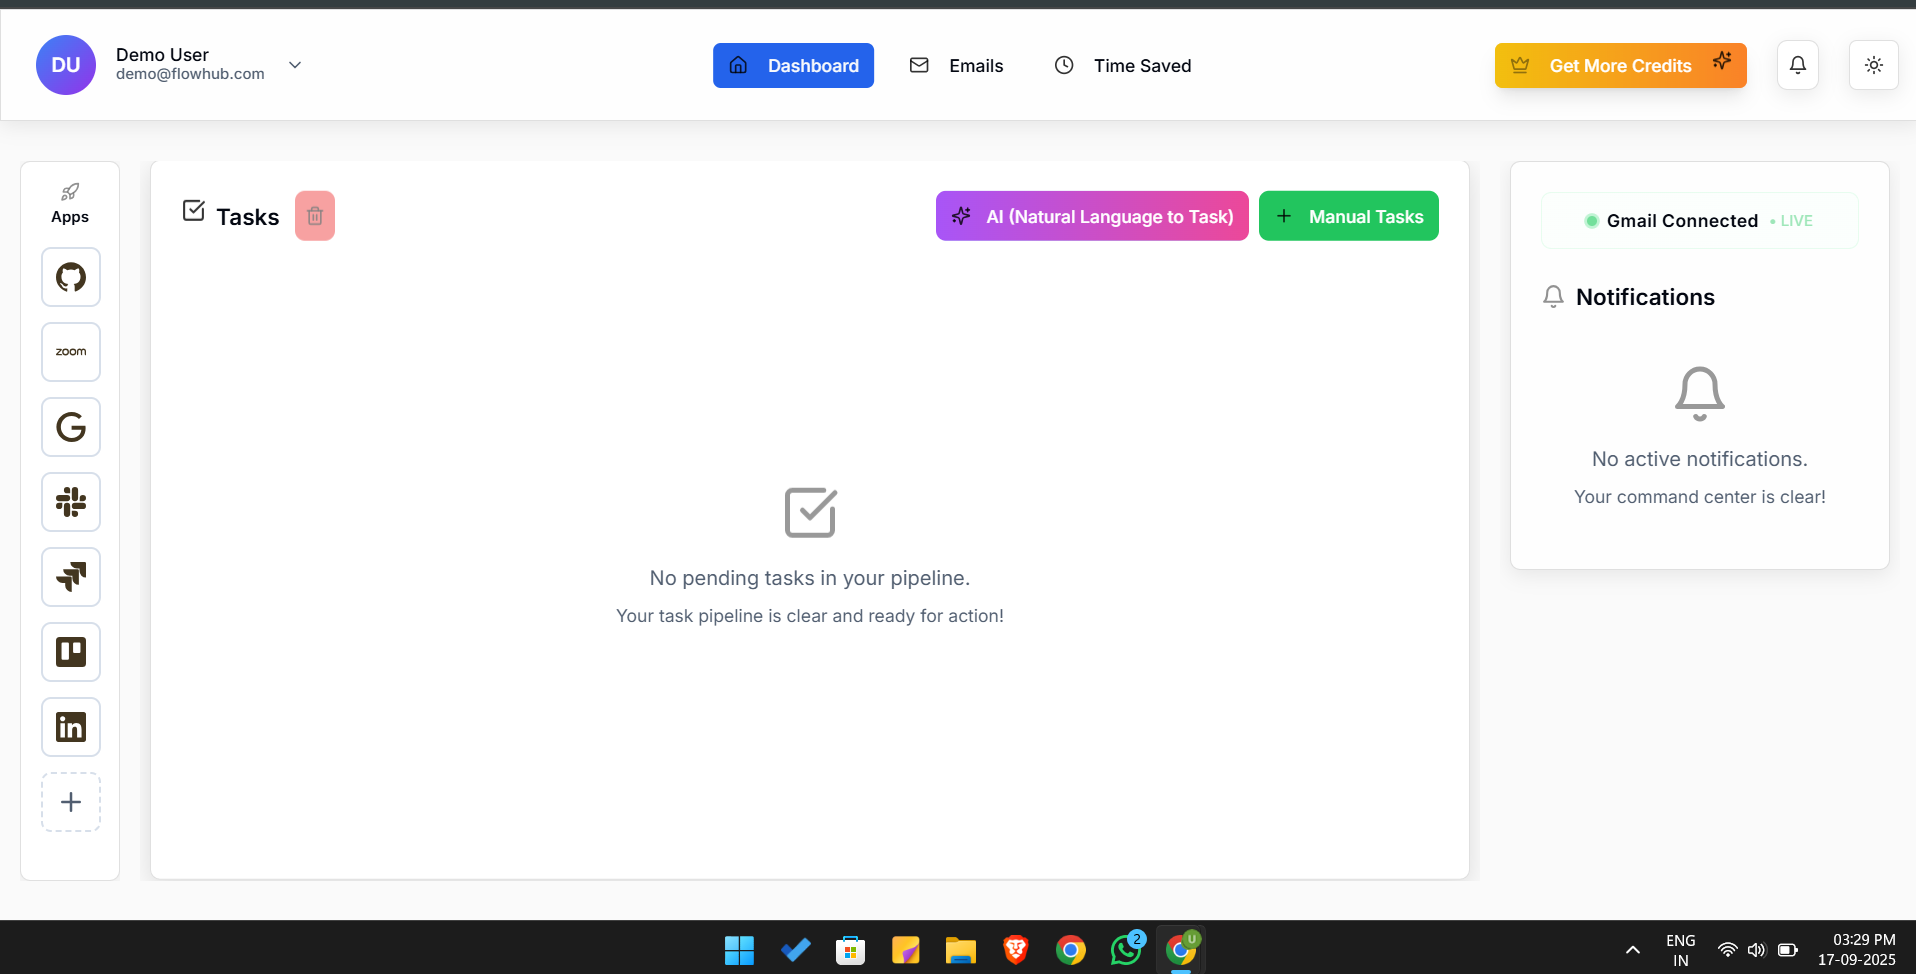 DU
Demo User
demo@flowhub.com
Dashboard
Emails
Time Saved
Get More Credits
Apps
zoom
G
in
Tasks
AI (Natural Language to Task)
+ Manual Tasks
No pending tasks in your pipeline.
Your task pipeline is clear and ready for action!
Gmail Connected • LIVE
Notifications
No active notifications.
Your command center is clear!
2
U
ENG
IN
03:29 PM
17-09-2025